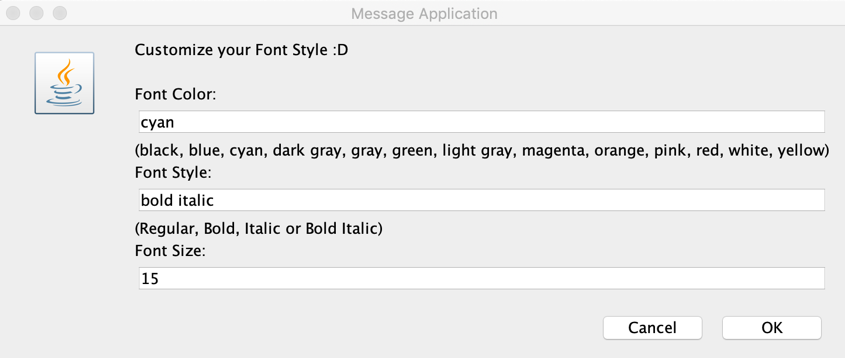 Message Application
Customize your Font Style :D
Font Color:
cyan
(black, blue, cyan, dark gray, gray, green, light gray, magenta, orange, pink, red, white, yellow)
Font Style:
bold italic
(Regular, Bold, Italic or Bold Italic)
Font Size:
15
Cancel
OK